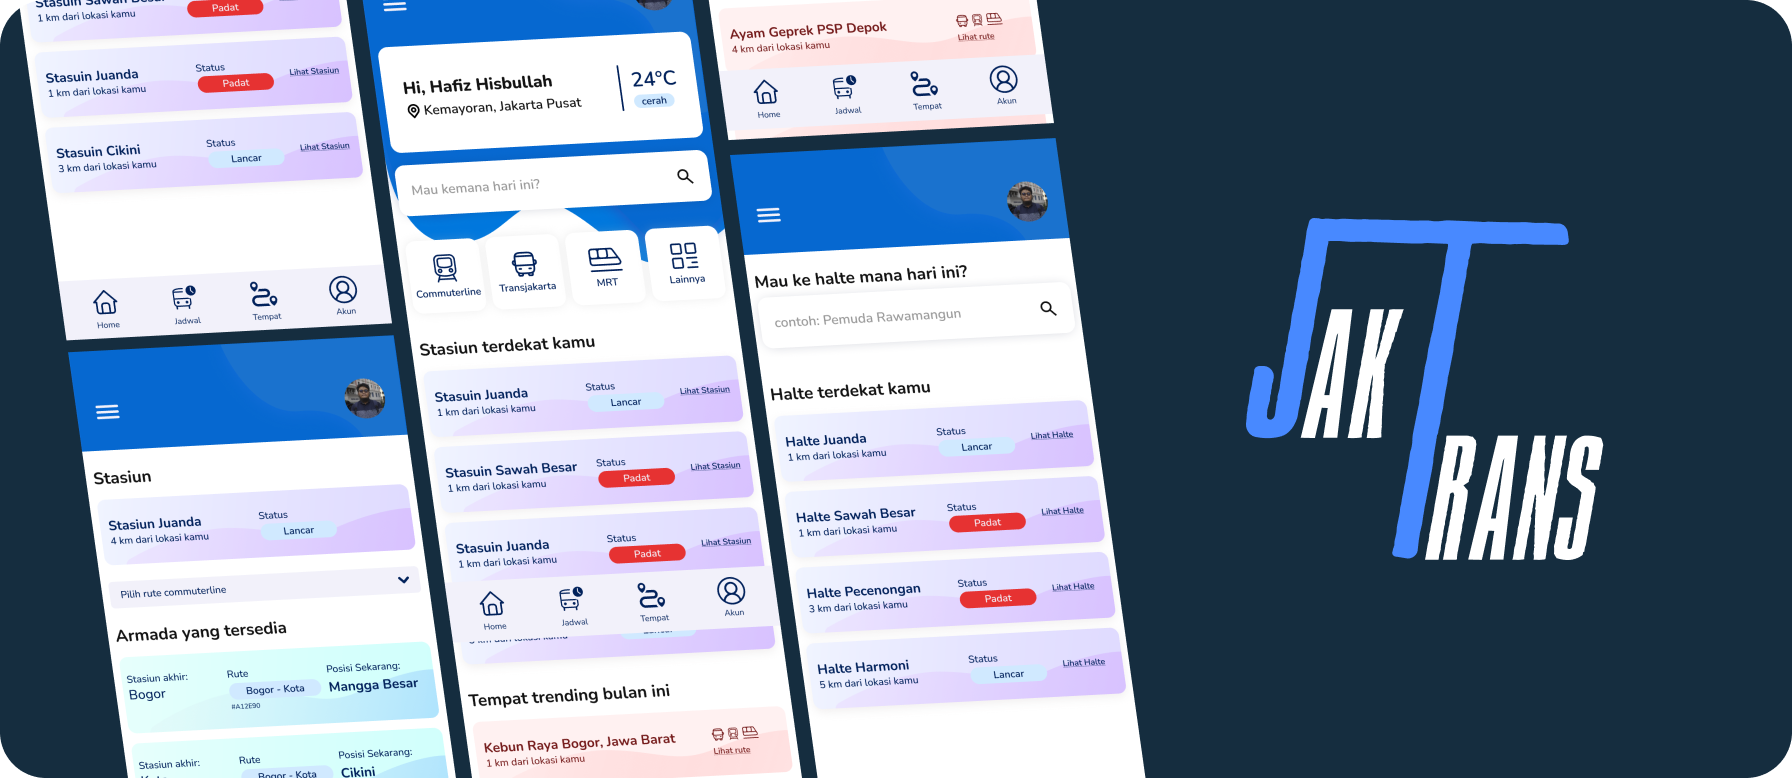 Stasuin Sawah Besar
1 km dari lokasi kamu
Padat
Stasuin Juanda
1 km dari lokasi kamu
Status
Padat
Lihat Stasiun
Stasuin Cikini
3 km dari lokasi kamu
Status
Lancar
Lihat Stasiun
Home
Jadwal
Tempat
Akun
Stasiun
Stasiun Juanda
4 km dari lokasi kamu
Status
Lancar
Pilih rute commuterline
Armada yang tersedia
Stasiun akhir:
Bogor
Rute
Bogor - Kota
#A12E90
Posisi Sekarang:
Mangga Besar
Stasiun akhir:
Rute
Bogor - Kota
Posisi Sekarang:
Cikini
Hi, Hafiz Hisbullah
Kemayoran, Jakarta Pusat
24°C
cerah
Mau kemana hari ini?
Commuterline
Transjakarta
MRT
Lainnya
Stasiun terdekat kamu
Stasuin Juanda
1 km dari lokasi kamu
Status
Lancar
Lihat Stasiun
Stasuin Sawah Besar
1 km dari lokasi kamu
Status
Padat
Lihat Stasiun
Stasuin Juanda
1 km dari lokasi kamu
Status
Padat
Lihat Stasiun
Home
Jadwal
Tempat
Akun
Tempat trending bulan ini
Kebun Raya Bogor, Jawa Barat
1 km dari lokasi kamu
Lihat rute
Ayam Geprek PSP Depok
4 km dari lokasi kamu
Lihat rute
Home
Jadwal
Tempat
Akun
Mau ke halte mana hari ini?
contoh: Pemuda Rawamangun
Halte terdekat kamu
Halte Juanda
1 km dari lokasi kamu
Status
Lancar
Lihat Halte
Halte Sawah Besar
1 km dari lokasi kamu
Status
Padat
Lihat Halte
Halte Pecenongan
3 km dari lokasi kamu
Status
Padat
Lihat Halte
Halte Harmoni
5 km dari lokasi kamu
Status
Lancar
Lihat Halte
JAK
TRANS